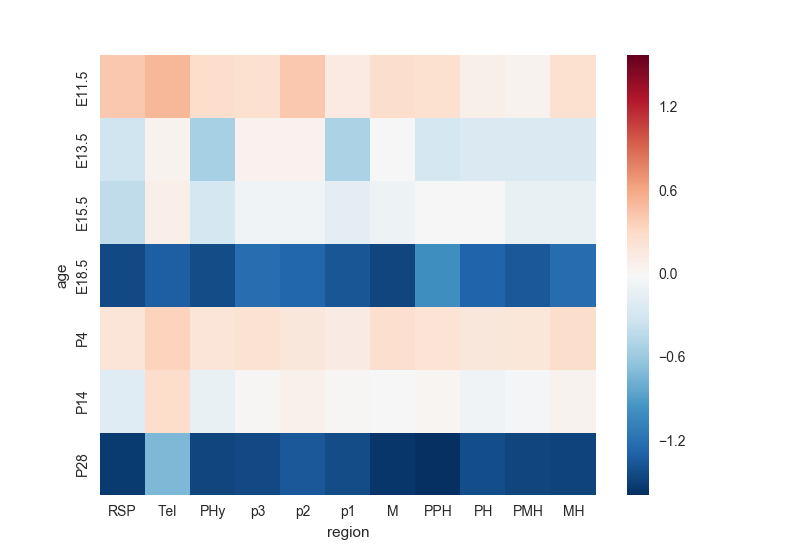 E11.5
E13.5
E15.5
E18.5
P4
P14
P28
age
RSP Tel PHy p3 p2 p1 M PPH PH PMH MH
region
1.2
0.6
0.0
−0.6
−1.2